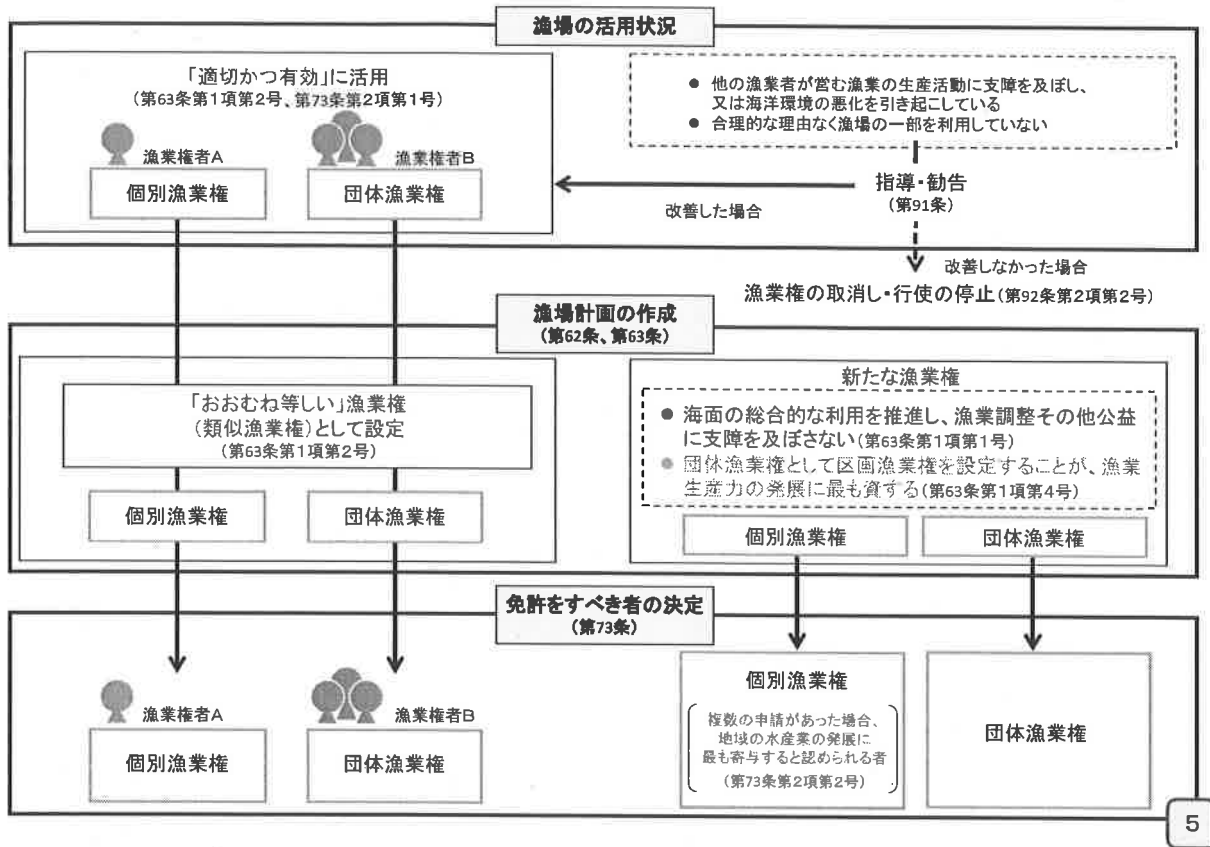 漁場の活用状況
「適切かつ有効」に活用
(第63条第1項第2号、第73条第2項第1号)
漁業権者A
漁業権者B
個別漁業権
団体漁業権
● 他の漁業者が営む漁業の生産活動に支障を及ぼし、
又は海洋環境の悪化を引き起こしている
● 合理的な理由なく漁場の一部を利用していない
指導・勧告
(第91条)
改善した場合
改善しなかった場合
漁業権の取消し・行使の停止(第92条第2項第2号)
漁場計画の作成
(第62条、第63条)
「おおむね等しい」漁業権
(類似漁業権)として設定
(第63条第1項第2号)
個別漁業権
団体漁業権
新たな漁業権
● 海面の総合的な利用を推進し、漁業調整その他公益
に支障を及ぼさない(第63条第1項第1号)
● 団体漁業権として区画漁業権を設定することが、漁業
生産力の発展に最も資する(第63条第1項第4号)
個別漁業権
団体漁業権
免許をすべき者の決定
(第73条)
漁業権者A
漁業権者B
個別漁業権
団体漁業権
個別漁業権
複数の申請があった場合、
地域の水産業の発展に
最も寄与すると認められる者
(第73条第2項第2号)
団体漁業権
5